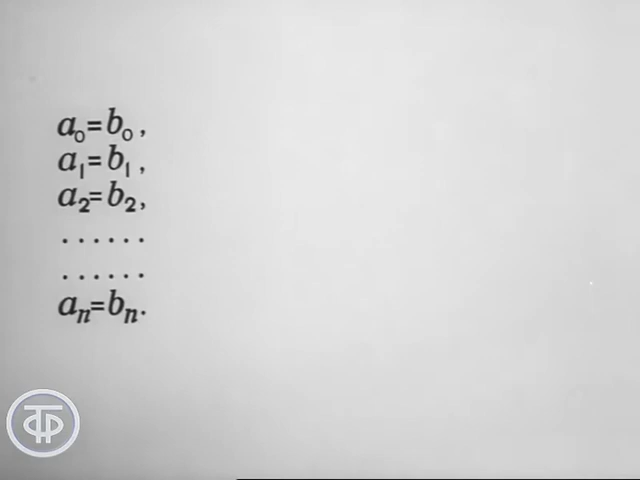 a₀=b₀,
a₁=b₁,
a₂=b₂,
. . . . . .
. . . . . .
aₙ=bₙ.